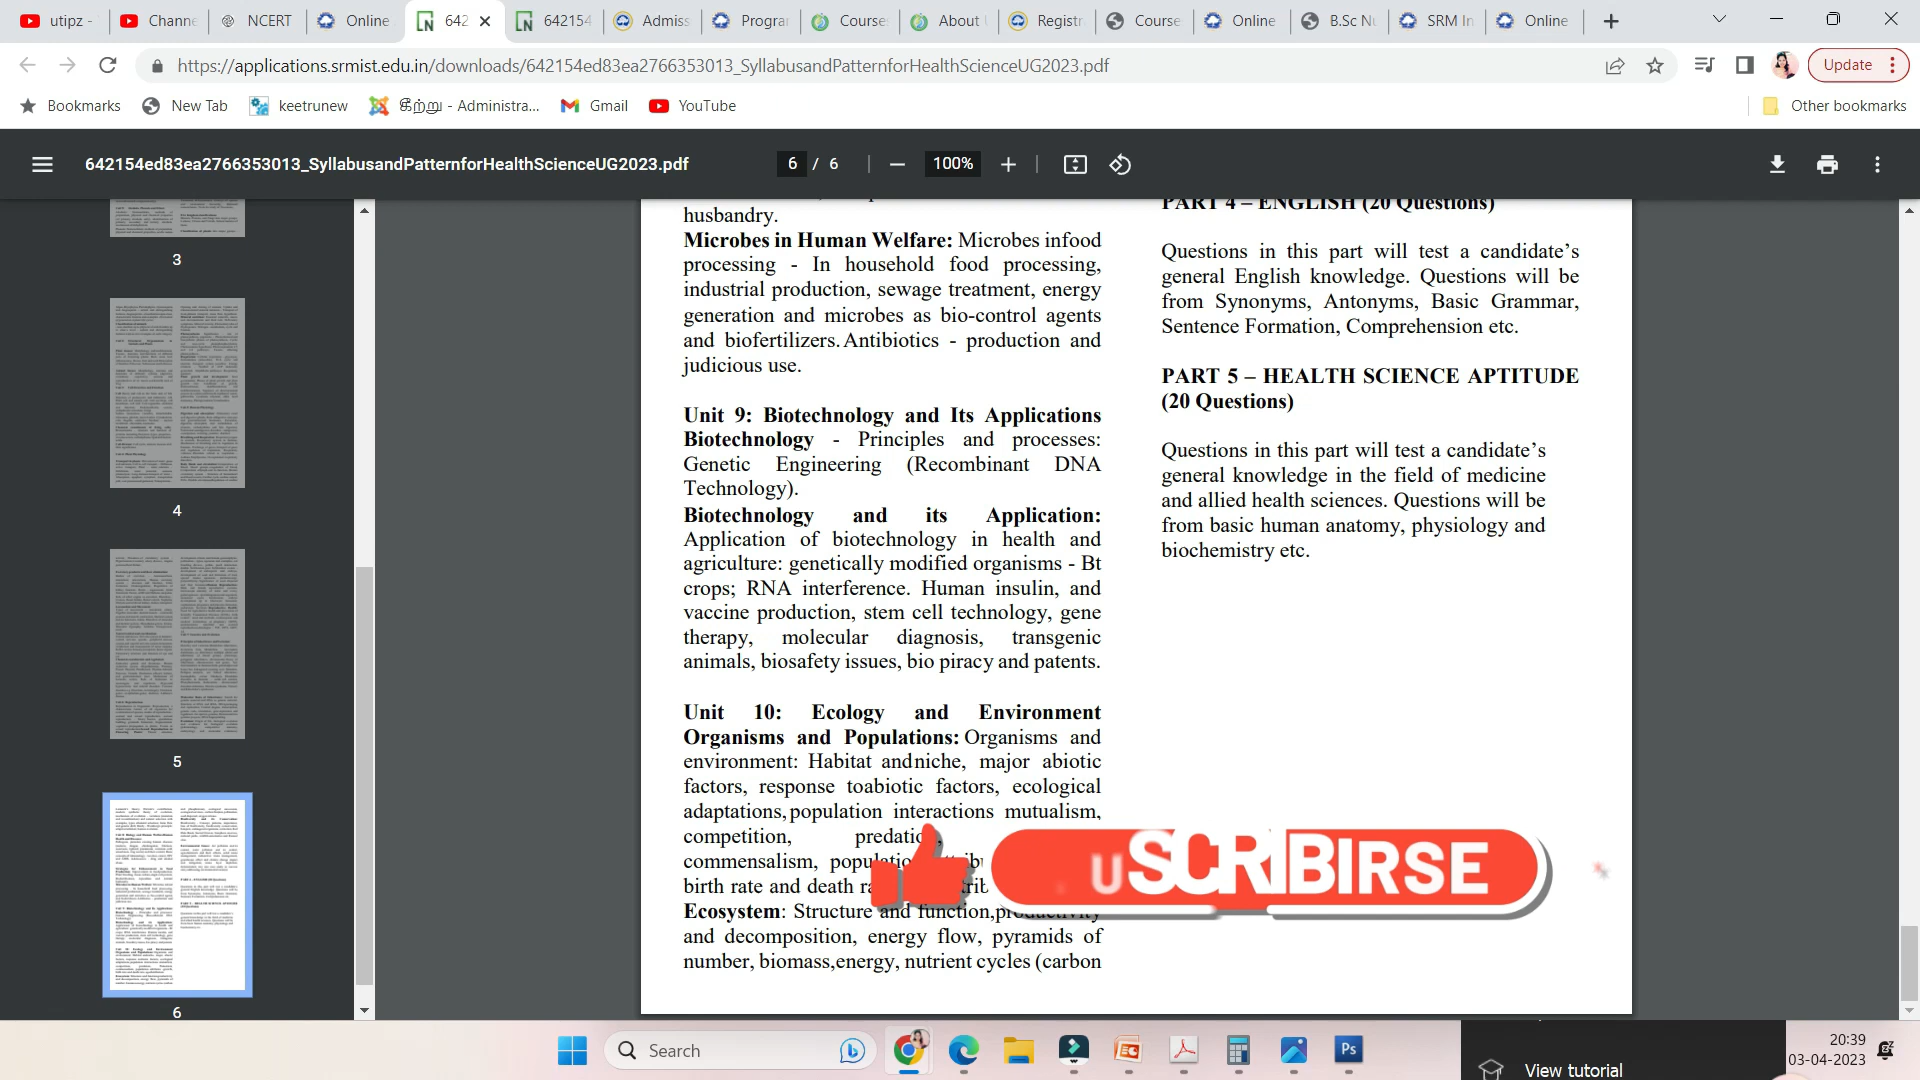 utipz -
Channe
NCERT
Online
642
642154
Admiss
Progra
Course
About U
Registr
Course
Online
B.Sc Nu
SRM In
Online
https://applications.srmist.edu.in/downloads/642154ed83ea2766353013_SyllabusandPatternforHealthScienceUG2023.pdf
Update
Bookmarks
New Tab
keetrunew
கீற்று - Administra...
Gmail
YouTube
Other bookmarks
642154ed83ea2766353013_SyllabusandPatternforHealthScienceUG2023.pdf
6 / 6
100%
3
4
5
6
husbandry.
Microbes in Human Welfare: Microbes infood
processing - In household food processing,
industrial production, sewage treatment, energy
generation and microbes as bio-control agents
and biofertilizers. Antibiotics - production and
judicious use.
Unit 9: Biotechnology and Its Applications
Biotechnology - Principles and processes:
Genetic Engineering (Recombinant DNA
Technology).
Biotechnology and its Application:
Application of biotechnology in health and
agriculture: genetically modified organisms - Bt
crops; RNA interference. Human insulin, and
vaccine production, stem cell technology, gene
therapy, molecular diagnosis, transgenic
animals, biosafety issues, bio piracy and patents.
Unit 10: Ecology and Environment
Organisms and Populations: Organisms and
environment: Habitat andniche, major abiotic
factors, response toabiotic factors, ecological
adaptations, population interactions mutualism,
competition,
commensalism,
birth rate and death
Ecosystem: Structure and function, productivity
and decomposition, energy flow, pyramids of
number, biomass,energy, nutrient cycles (carbon
PART 4 – ENGLISH (20 Questions)
Questions in this part will test a candidate’s
general English knowledge. Questions will be
from Synonyms, Antonyms, Basic Grammar,
Sentence Formation, Comprehension etc.
PART 5 – HEALTH SCIENCE APTITUDE
(20 Questions)
Questions in this part will test a candidate’s
general knowledge in the field of medicine
and allied health sciences. Questions will be
from basic human anatomy, physiology and
biochemistry etc.
USCRIBIRSE
Search
Ps
View tutorial
20:39
03-04-2023